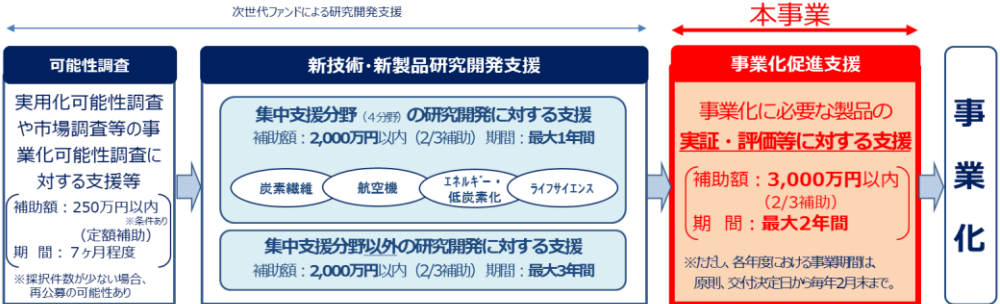 次世代ファンドによる研究開発支援
本事業
可能性調査
実用化可能性調査
や市場調査等の事
業化可能性調査に
対する支援等
補助額：250万円以内
※条件あり
（定額補助）
期　間：７ヶ月程度
※採択件数が少ない場合、
再公募の可能性あり
新技術・新製品研究開発支援
集中支援分野（４分野）の研究開発に対する支援
補助額：2,000万円以内（2/3補助）　期間：最大1年間
炭素繊維
航空機
エネルギー・
低炭素化
ライフサイエンス
集中支援分野以外の研究開発に対する支援
補助額：2,000万円以内（2/3補助）　期間：最大3年間
事業化促進支援
事業化に必要な製品の
実証・評価等に対する支援
補助額：3,000万円以内
（2/3補助）
期　間：最大2年間
※ただし、各年度における事業期間は、
原則、交付決定日から毎年2月末まで。
事業化